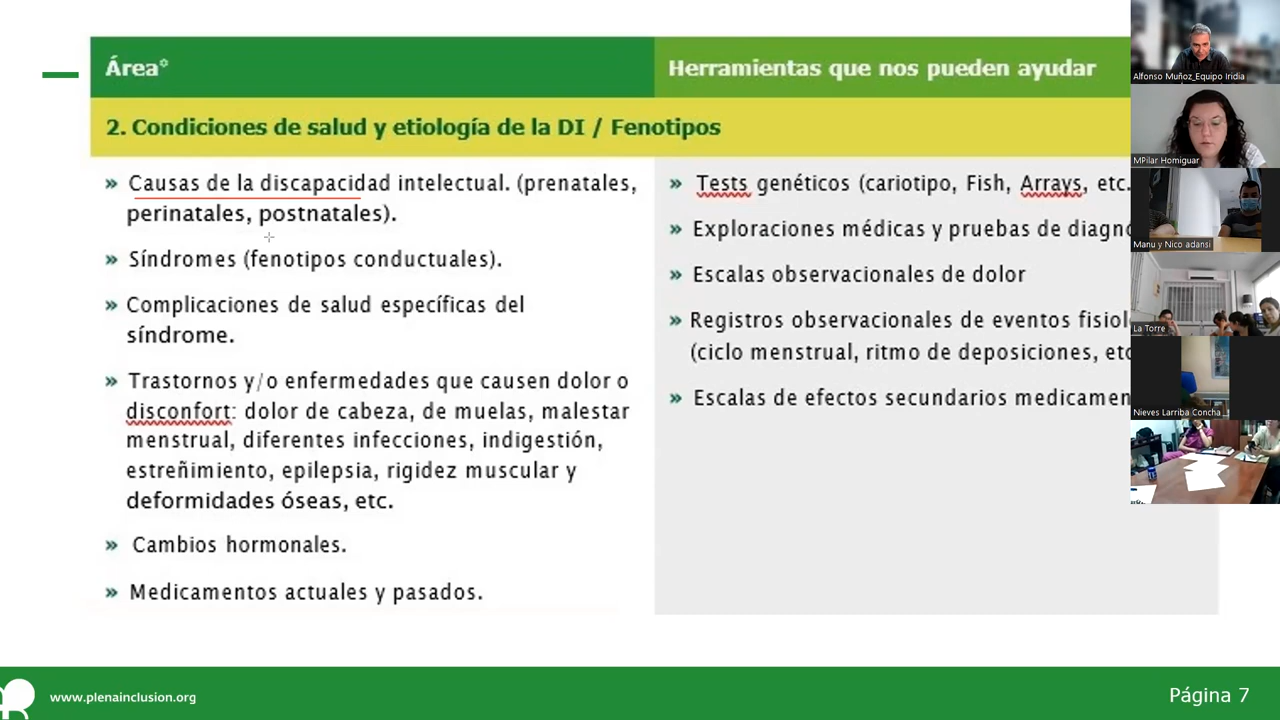 Área*
Herramientas que nos pueden ayudar
2. Condiciones de salud y etiología de la DI / Fenotipos
» Causas de la discapacidad intelectual. (prenatales,
perinatales, postnatales).
» Síndromes (fenotipos conductuales).
» Complicaciones de salud específicas del
síndrome.
» Trastornos y/o enfermedades que causen dolor o
disconfort: dolor de cabeza, de muelas, malestar
menstrual, diferentes infecciones, indigestión,
estreñimiento, epilepsia, rigidez muscular y
deformidades óseas, etc.
» Cambios hormonales.
» Medicamentos actuales y pasados.
» Tests genéticos (cariotipo, Fish, Arrays, etc.
» Exploraciones médicas y pruebas de diagno
» Escalas observacionales de dolor
» Registros observacionales de eventos fisiol
(ciclo menstrual, ritmo de deposiciones, etc
» Escalas de efectos secundarios medicamen
Alfonso Muñoz_Equipo Iridia
MPilar Homiguar
Manu y Nico adansi
La Torre
Nieves Larriba Concha
www.plenainclusion.org
Página 7